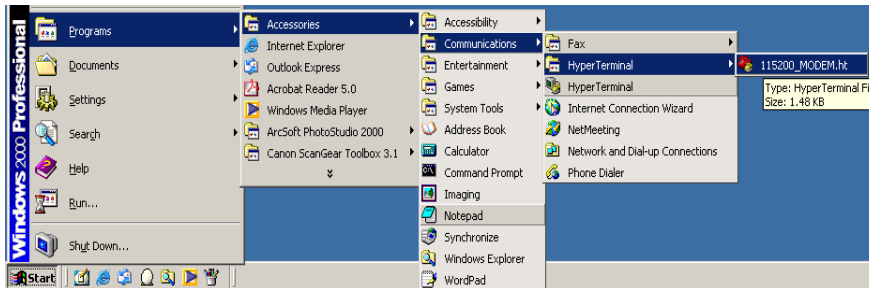 Windows 2000 Professional
Programs
Documents
Settings
Search
Help
Run...
Shut Down...
Start
Accessories
Internet Explorer
Outlook Express
Acrobat Reader 5.0
Windows Media Player
ArcSoft PhotoStudio 2000
Canon ScanGear Toolbox 3.1
Accessibility
Communications
Entertainment
Games
System Tools
Address Book
Calculator
Command Prompt
Imaging
Notepad
Synchronize
Windows Explorer
WordPad
Fax
HyperTerminal
HyperTerminal
Internet Connection Wizard
NetMeeting
Network and Dial-up Connections
Phone Dialer
115200_MODEM.ht
Type: HyperTerminal Fi
Size: 1.48 KB